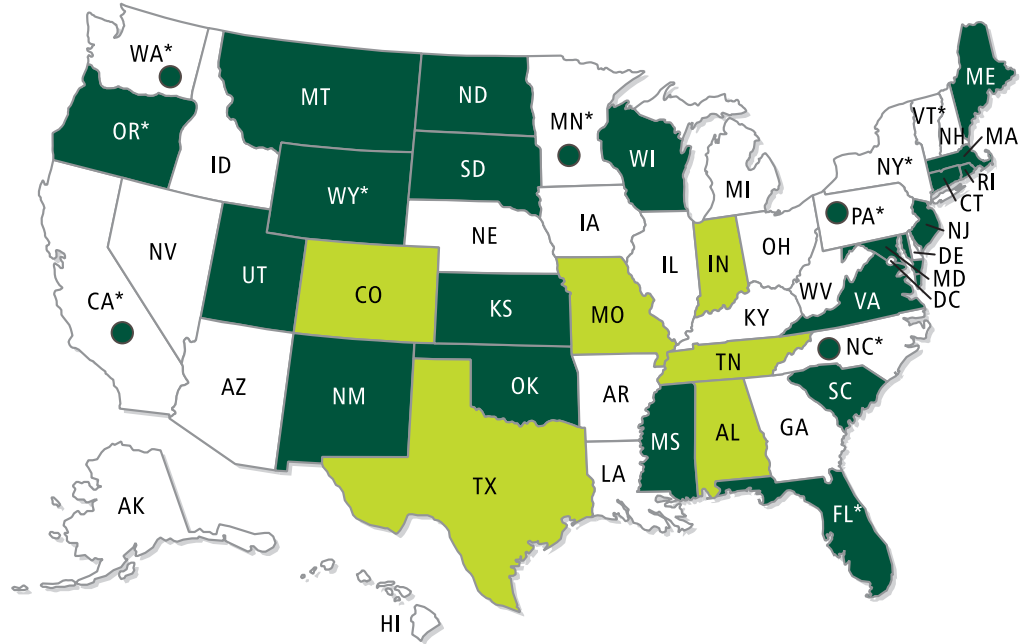 WA*
ME
MT
ND
VT*
MN*
OR*
NH
MA
WI
ID
SD
NY*
RI
MI
WY*
CT
PA*
IA
NJ
NE
OH
NV
IL
IN
DE
UT
MD
CO
WV
DC
VA
CA*
KS
MO
KY
NC*
TN
AZ
OK
NM
AR
SC
MS
AL
GA
LA
TX
AK
FL*
HI